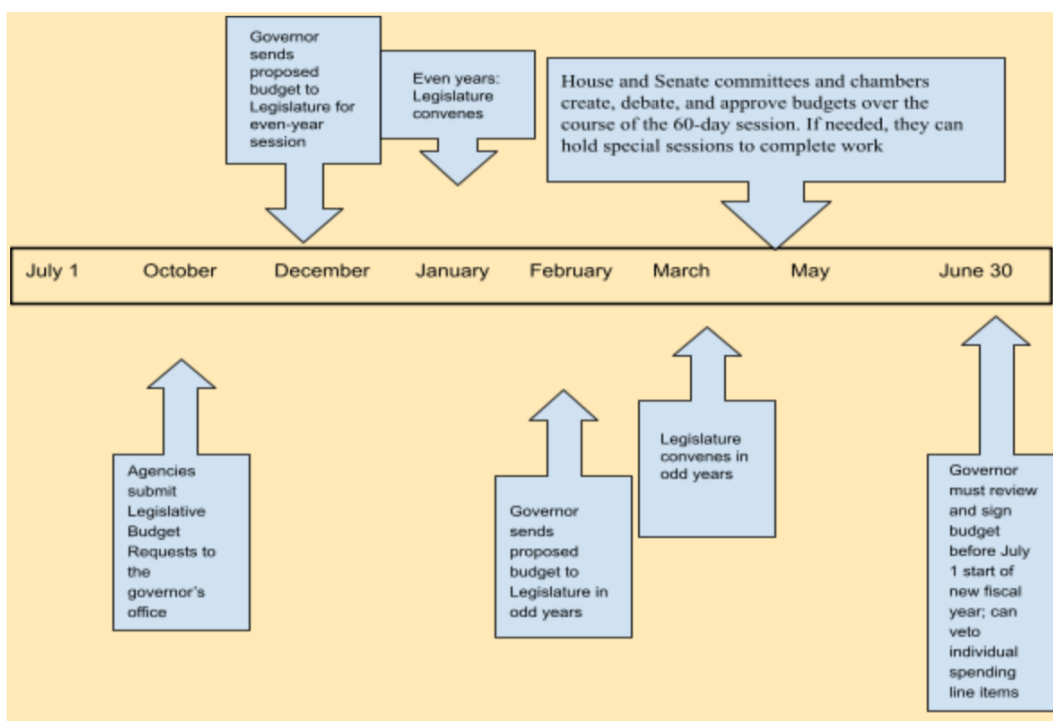 Governor
sends
proposed
budget to
Legislature for
even-year
session
Even years:
Legislature
convenes
House and Senate committees and chambers
create, debate, and approve budgets over the
course of the 60-day session. If needed, they can
hold special sessions to complete work
July 1 October December January February March May June 30
Agencies
submit
Legislative
Budget
Requests to
the
governor's
office
Governor
sends
proposed
budget to
Legislature in
odd years
Legislature
convenes in
odd years
Governor
must review
and sign
budget
before July
1 start of
new fiscal
year; can
veto
individual
spending
line items